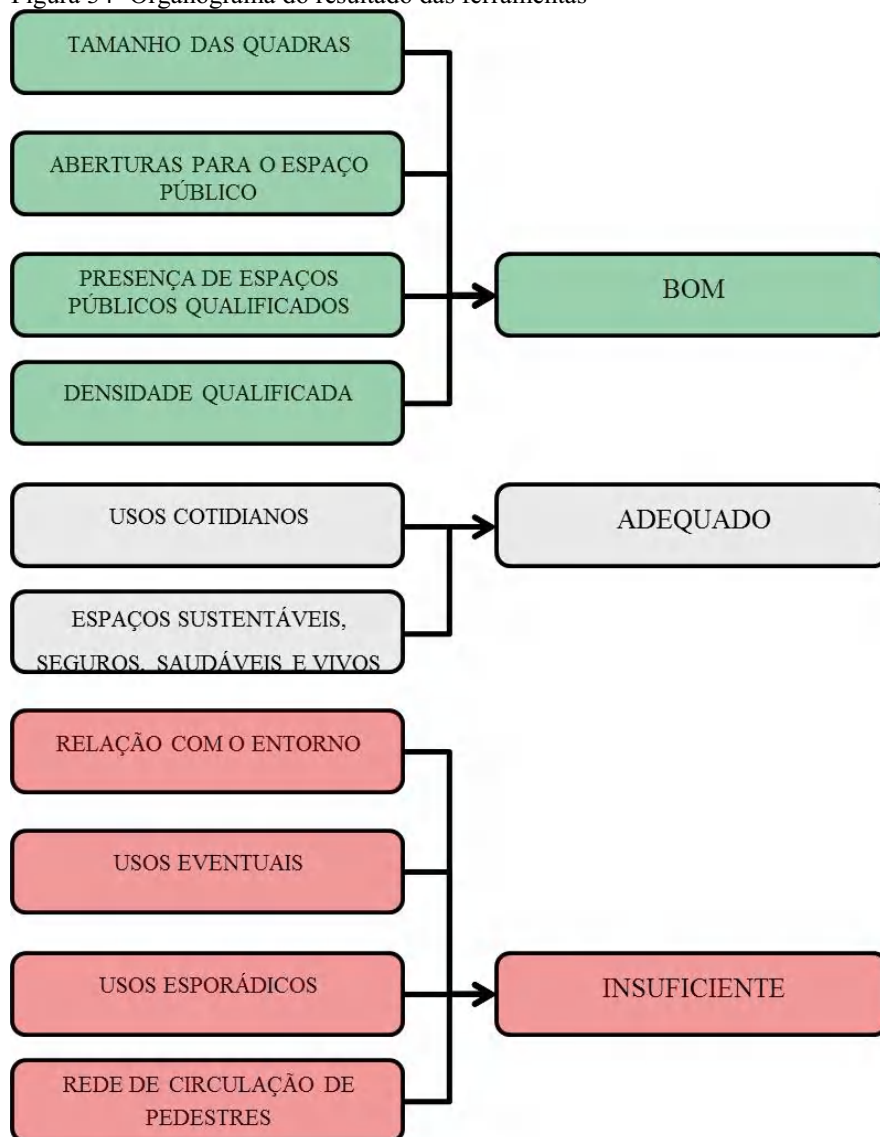 Figura 34- Organograma do resultado das ferramentas
TAMANHO DAS QUADRAS
ABERTURAS PARA O ESPAÇO
PÚBLICO
PRESENÇA DE ESPAÇOS
PÚBLICOS QUALIFICADOS
BOM
DENSIDADE QUALIFICADA
USOS COTIDIANOS
ADEQUADO
ESPAÇOS SUSTENTÁVEIS,
SEGUROS, SAUDÁVEIS E VIVOS
RELAÇÃO COM O ENTORNO
USOS EVENTUAIS
USOS ESPORÁDICOS
INSUFICIENTE
REDE DE CIRCULAÇÃO DE
PEDESTRES